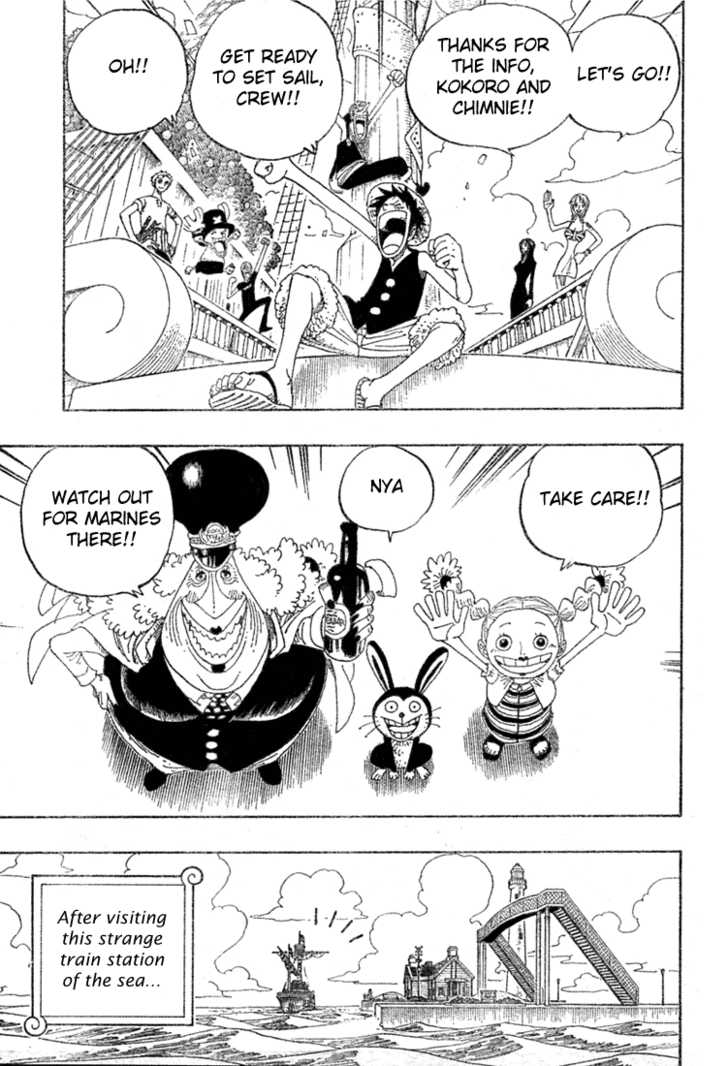 LET'S GO!!
THANKS FOR
THE INFO,
KOKORO AND
CHIMNIE!!
GET READY
TO SET SAIL,
CREW!!
OH!!
TAKE CARE!!
NYA
WATCH OUT
FOR MARINES
THERE!!
After visiting
this strange
train station
of the sea...